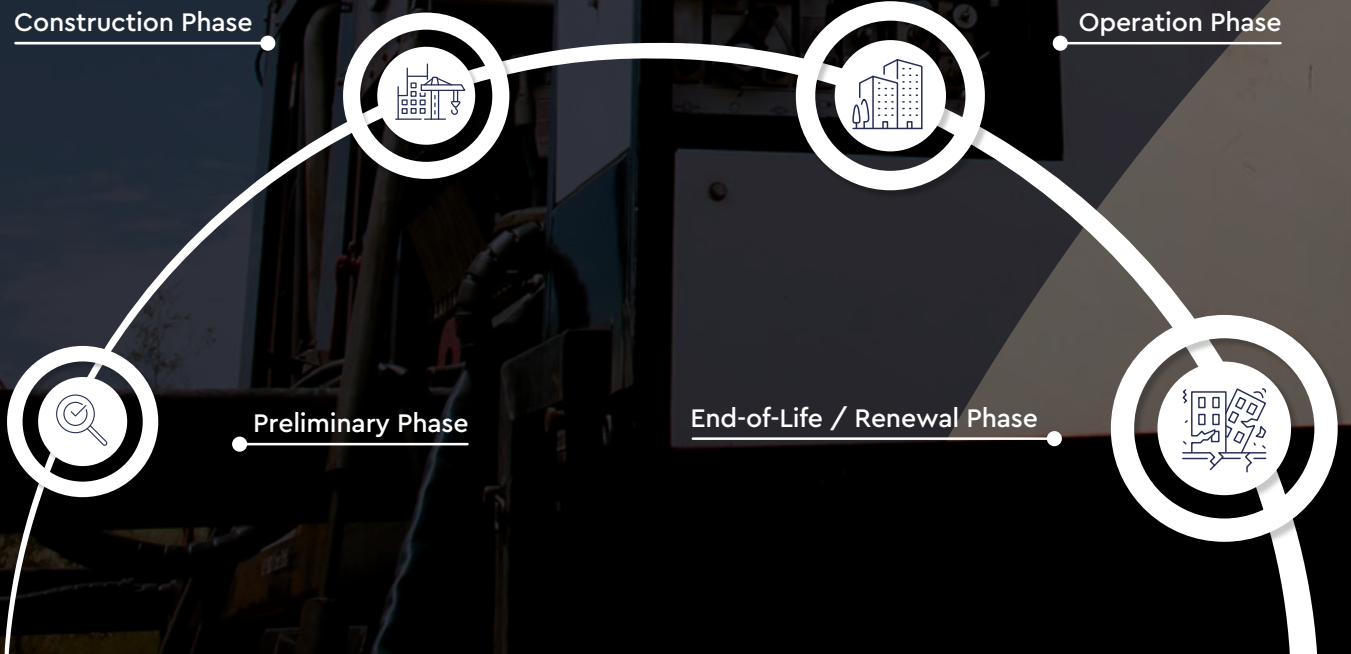 Construction Phase
Operation Phase
Preliminary Phase
End-of-Life / Renewal Phase